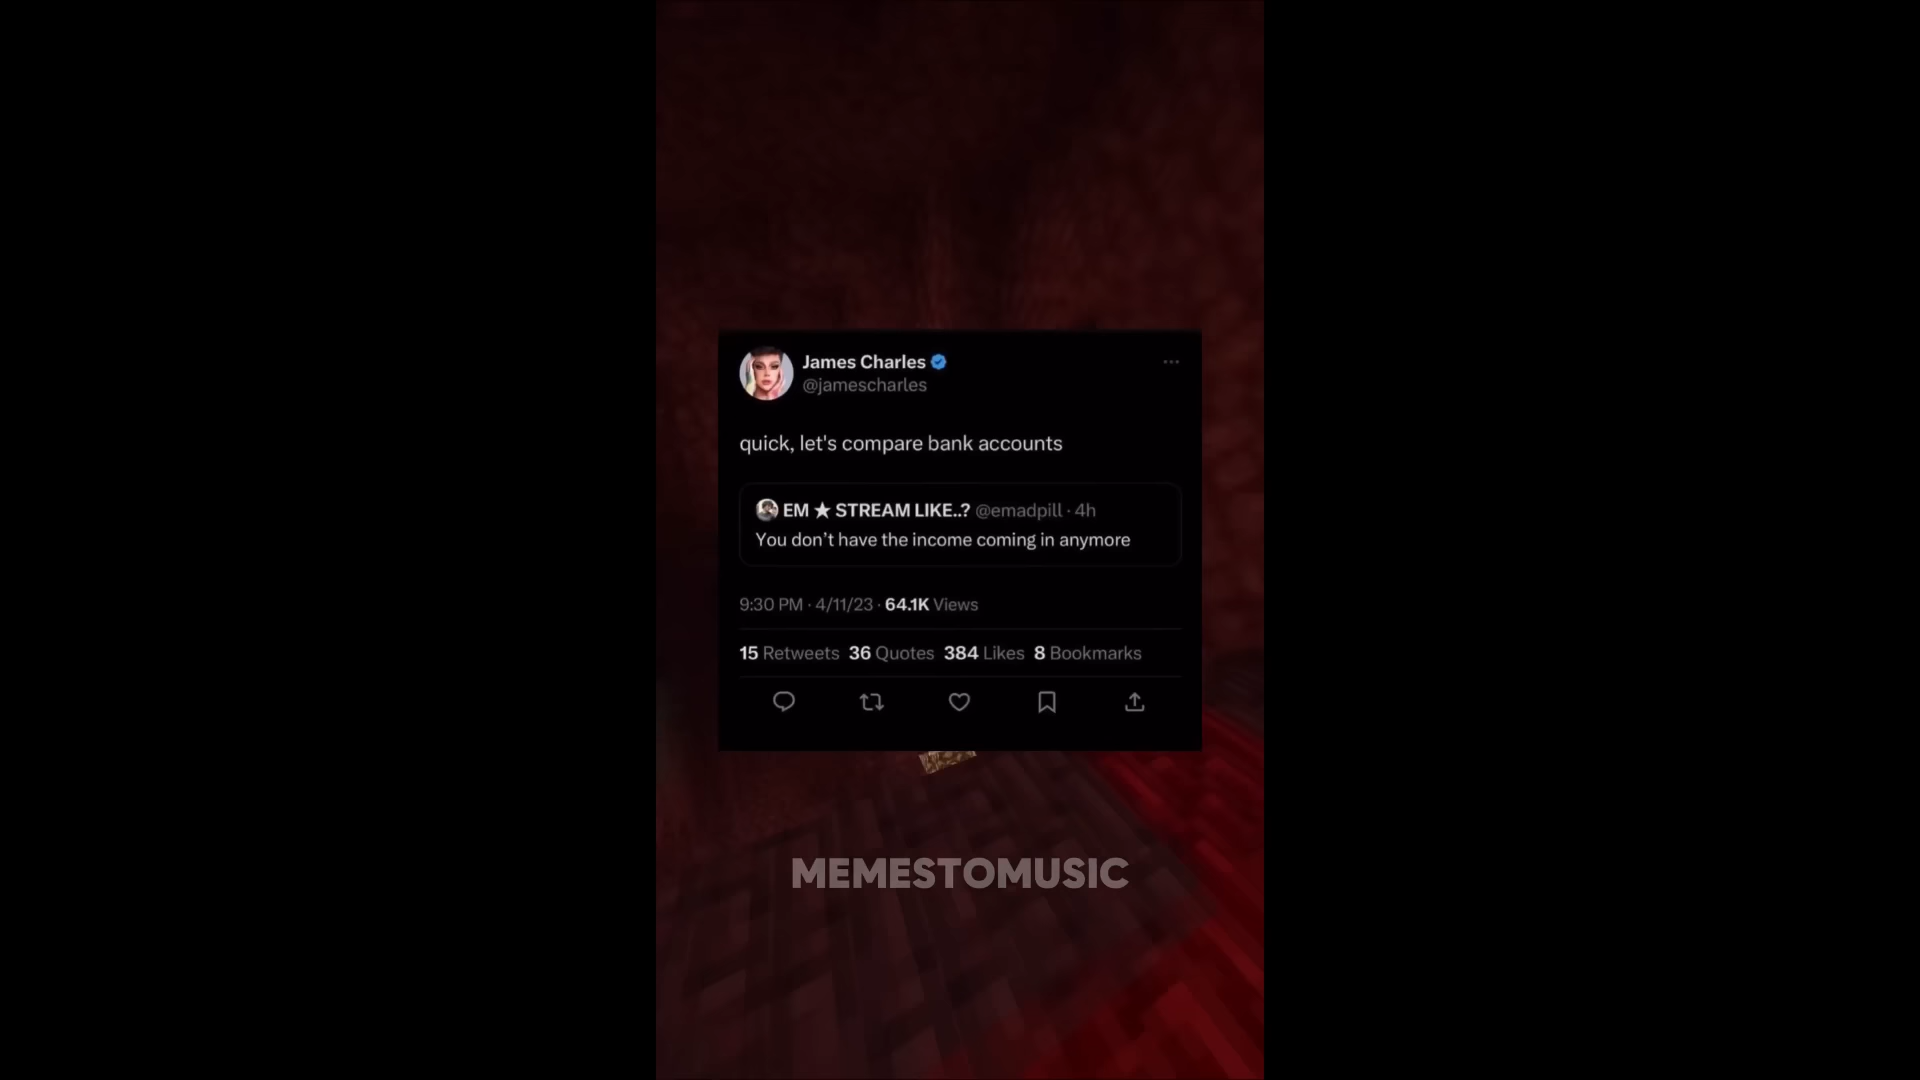 James Charles
@jamescharles
quick, let's compare bank accounts
EM ★ STREAM LIKE..? @emadpill · 4h
You don’t have the income coming in anymore
9:30 PM · 4/11/23 · 64.1K Views
15 Retweets 36 Quotes 384 Likes 8 Bookmarks
MEMESTOMUSIC